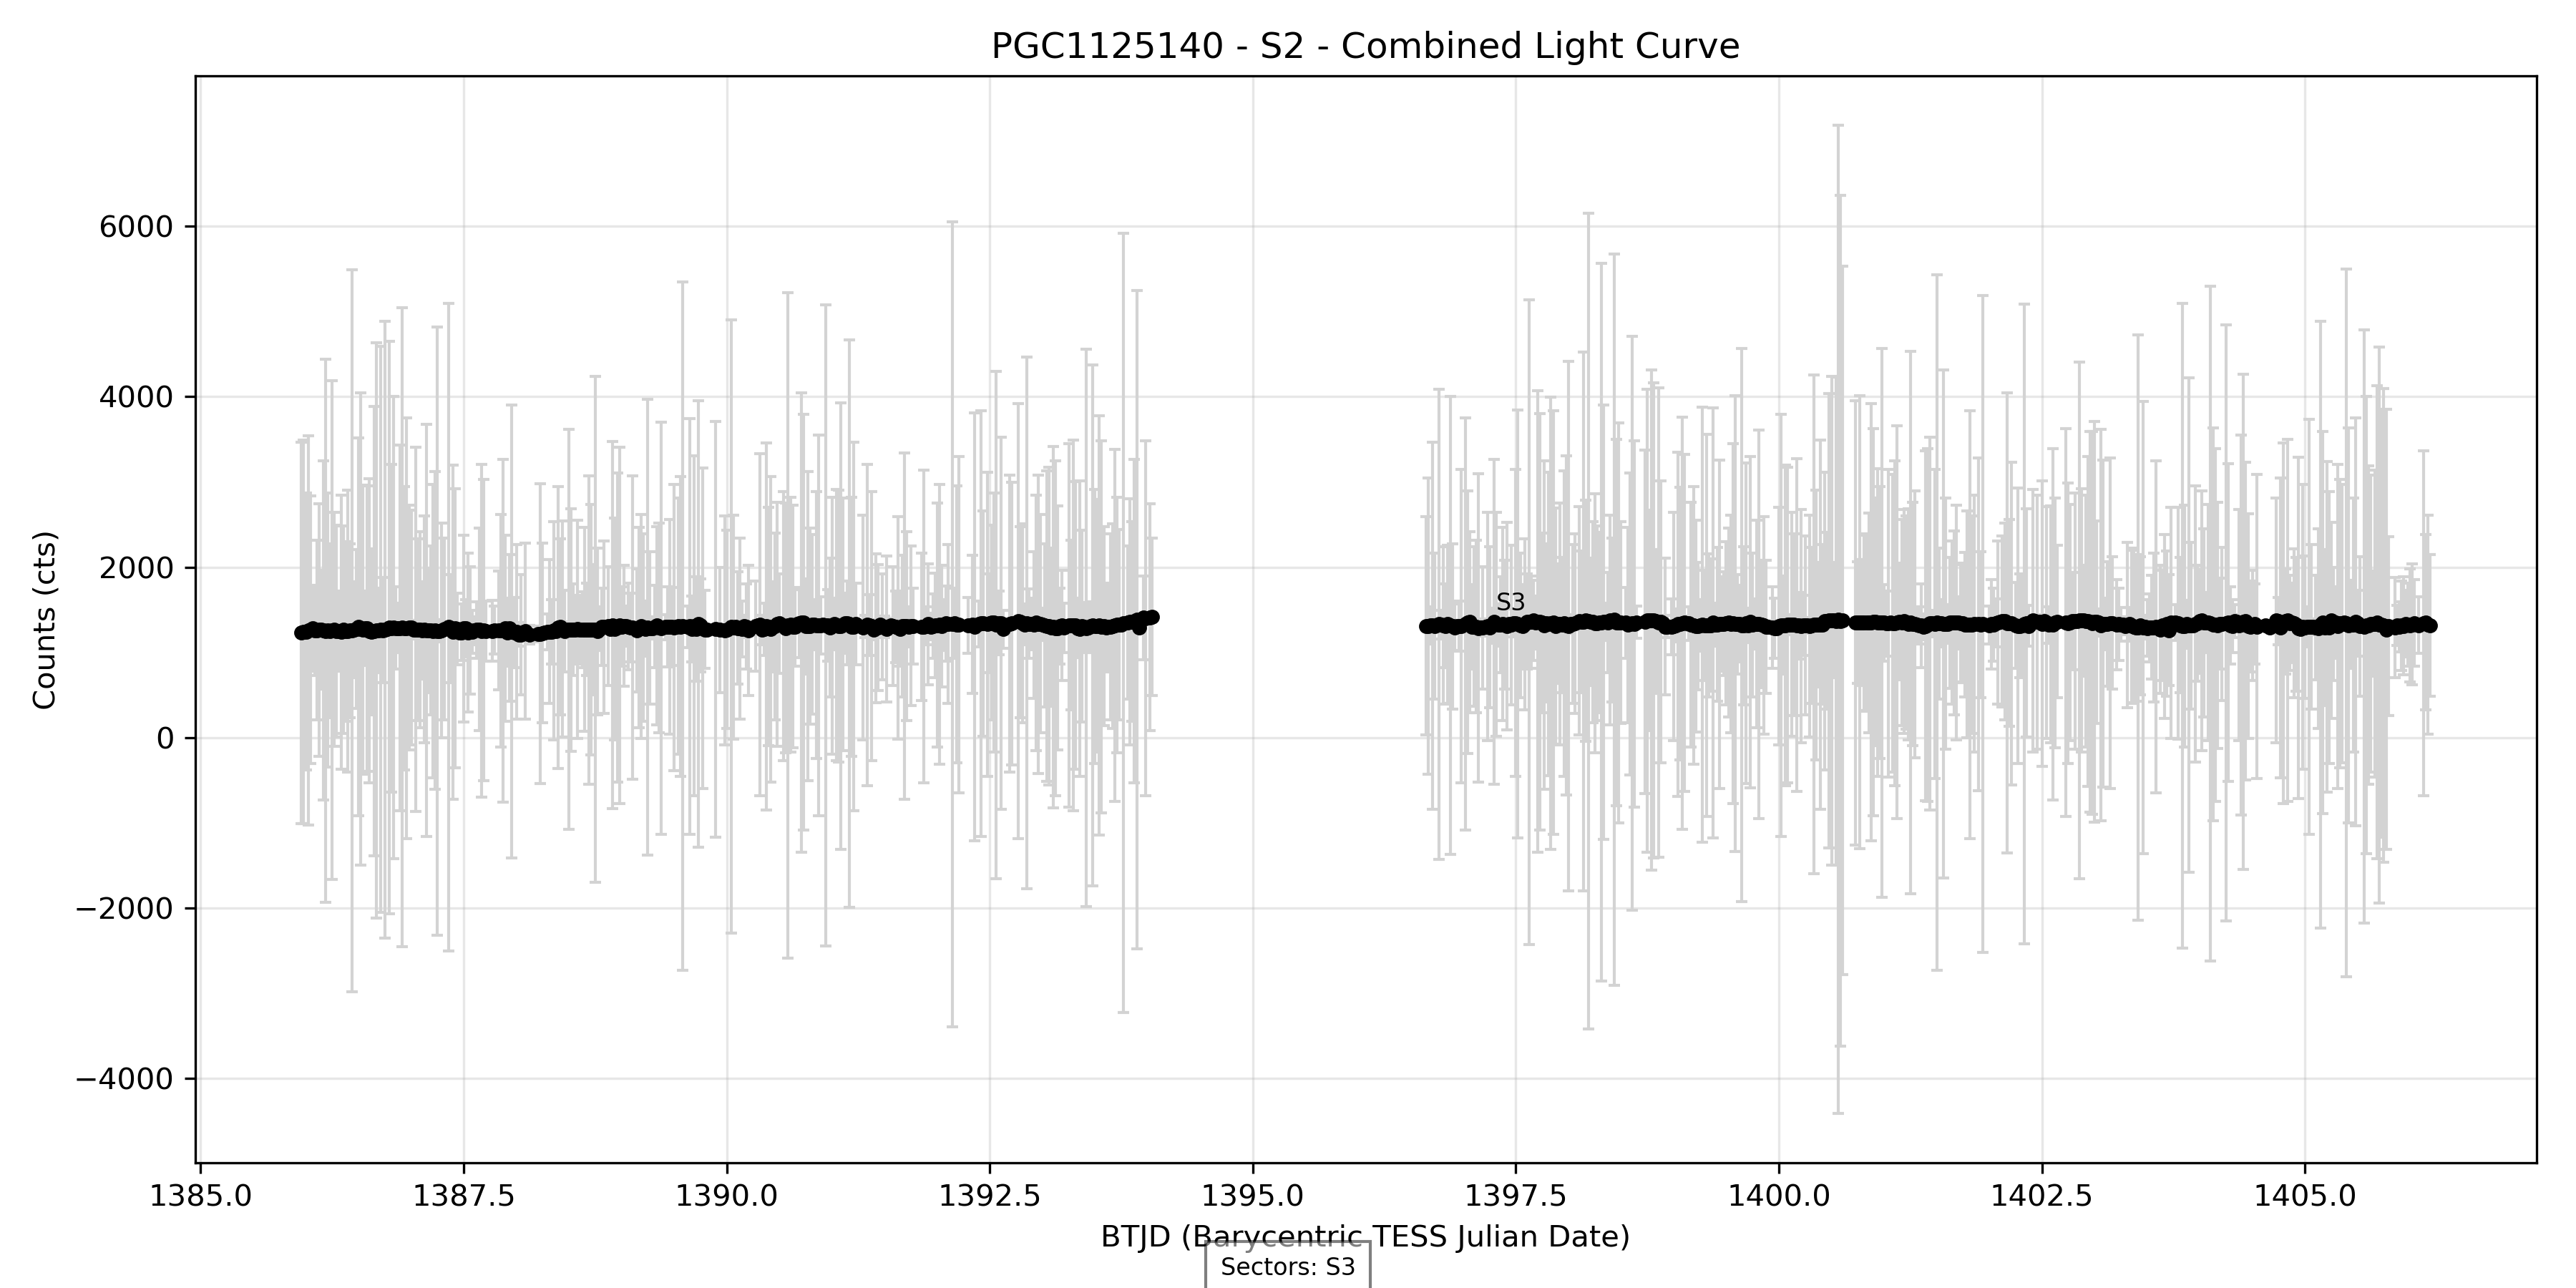 PGC1125140 - S2 - Combined Light Curve
Counts (cts)
6000
4000
2000
0
−2000
−4000
S3
1385.0 1387.5 1390.0 1392.5 1395.0 1397.5 1400.0 1402.5 1405.0
BTJD (Barycentric TESS Julian Date)
Sectors: S3